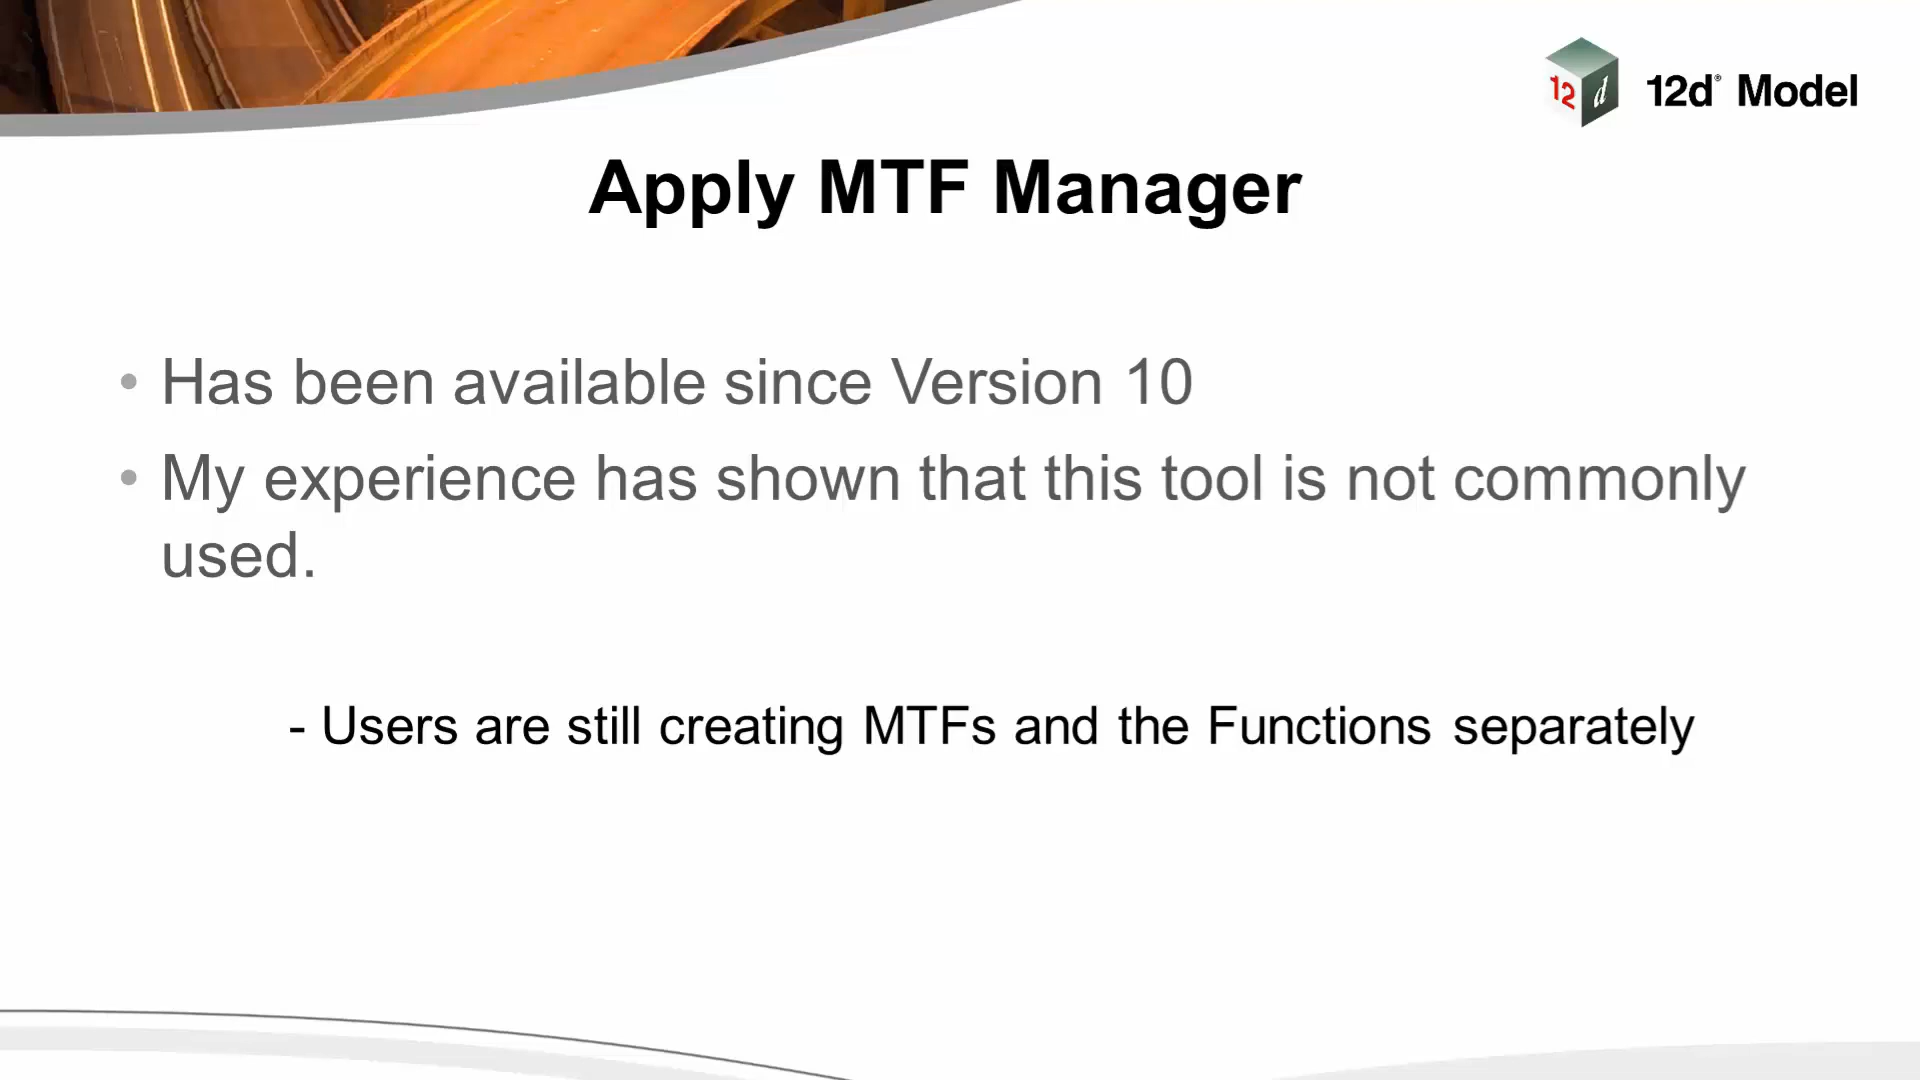 12d 12d® Model
Apply MTF Manager
• Has been available since Version 10
• My experience has shown that this tool is not commonly
used.
- Users are still creating MTFs and the Functions separately